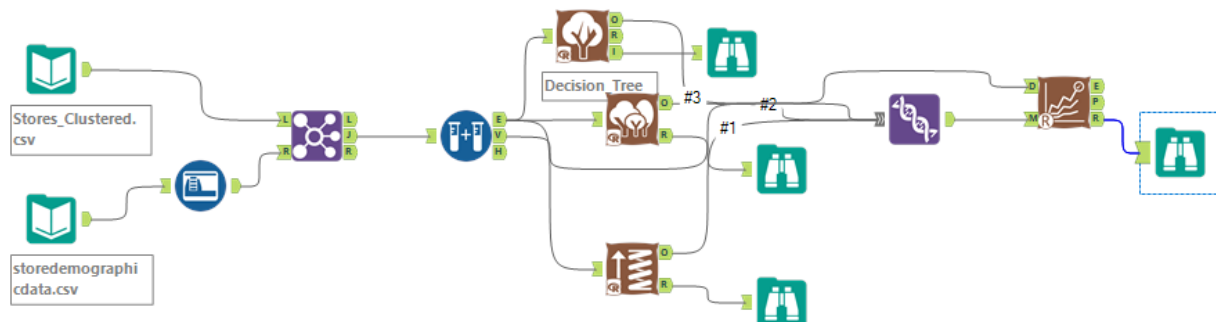 Stores_Clustered.
csv
storedemographi
cdata.csv
L
R
L
J
R
E
V
H
O
R
I
R
Decision_Tree
O
R
R
O
R
R
#3
#2
#1
D
M
R
E
P
R